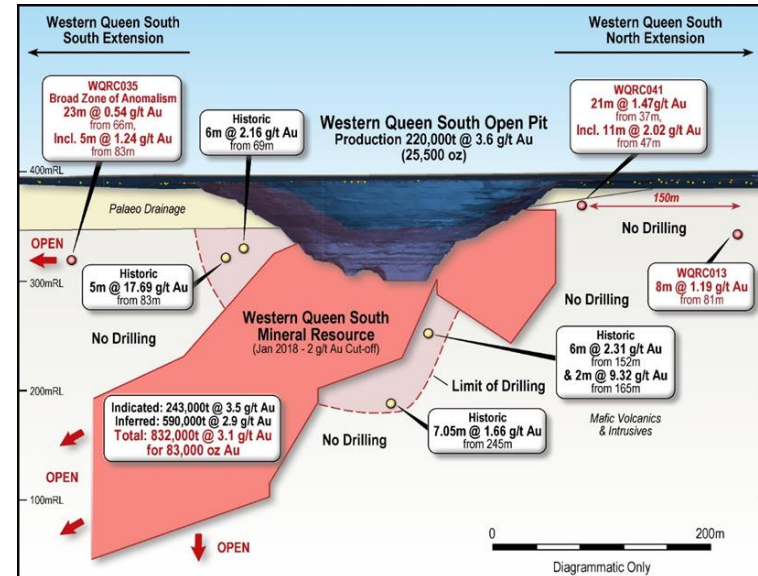 Western Queen South
South Extension
Western Queen South
North Extension
WQRC035
Broad Zone of Anomalism
23m @ 0.54 g/t Au
from 66m,
Incl. 5m @ 1.24 g/t Au
from 83m
Historic
6m @ 2.16 g/t Au
from 69m
Western Queen South Open Pit
Production 220,000t @ 3.6 g/t Au
(25,500 oz)
WQRC041
21m @ 1.47g/t Au
from 37m,
Incl. 11m @ 2.02 g/t Au
from 47m
400mRL
Palaeo Drainage
150m
No Drilling
OPEN
Historic
5m @ 17.69 g/t Au
from 83m
300mRL
WQRC013
8m @ 1.19 g/t Au
from 81m
No Drilling
No Drilling
Western Queen South
Mineral Resource
(Jan 2018 - 2 g/t Au Cut-off)
Historic
6m @ 2.31 g/t Au
from 152m
& 2m @ 9.32 g/t Au
from 165m
Limit of Drilling
200mRL
Indicated: 243,000t @ 3.5 g/t Au
Inferred: 590,000t @ 2.9 g/t Au
Total: 832,000t @ 3.1 g/t Au
for 83,000 oz Au
No Drilling
Historic
7.05m @ 1.66 g/t Au
from 245m
Mafic Volcanics
& Intrusives
OPEN
100mRL
OPEN
0
200m
Diagrammatic Only